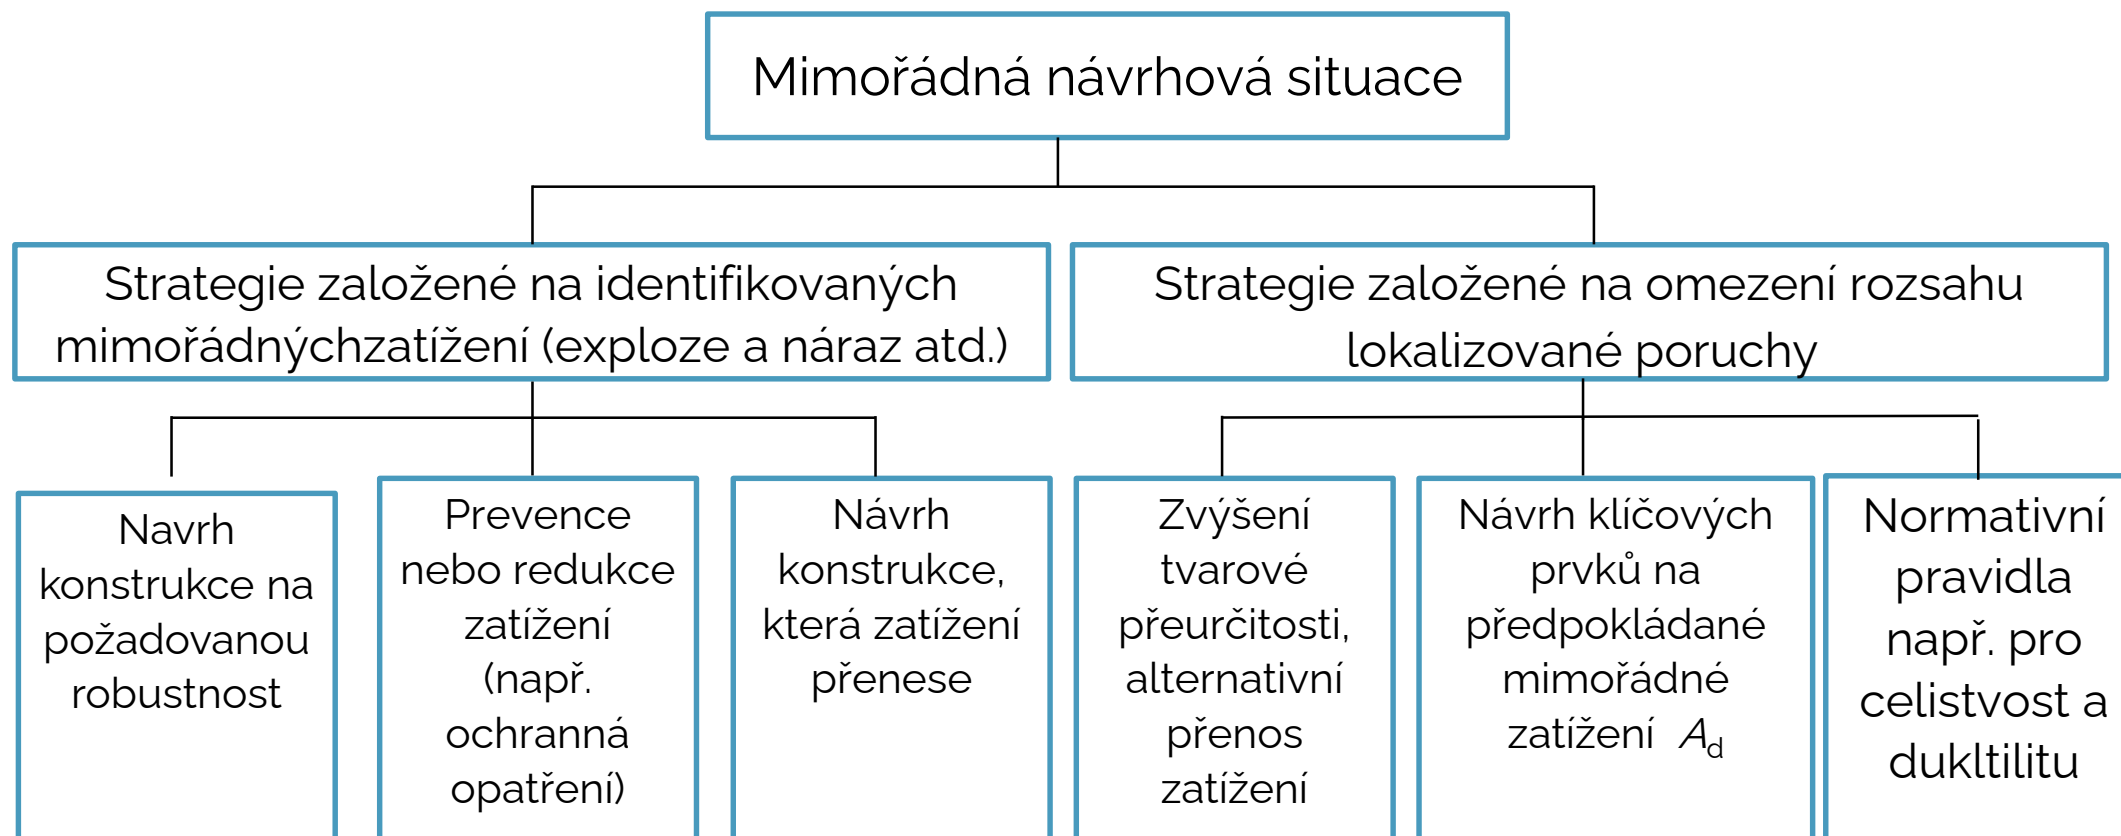 Mimořádná návrhová situace
Strategie založené na identifikovaných
mimořádnýchzatížení (exploze a náraz atd.)
Strategie založené na omezení rozsahu
lokalizované poruchy
Navrh
konstrukce na
požadovanou
robustnost
Prevence
nebo redukce
zatížení
(např.
ochranná
opatření)
Návrh
konstrukce,
která zatížení
přenese
Zvýšení
tvarové
přeurčitosti,
alternativní
přenos
zatížení
Návrh klíčových
prvků na
předpokládané
mimořádné
zatížení A_d
Normativní
pravidla
např. pro
celistvost a
dukltilitu